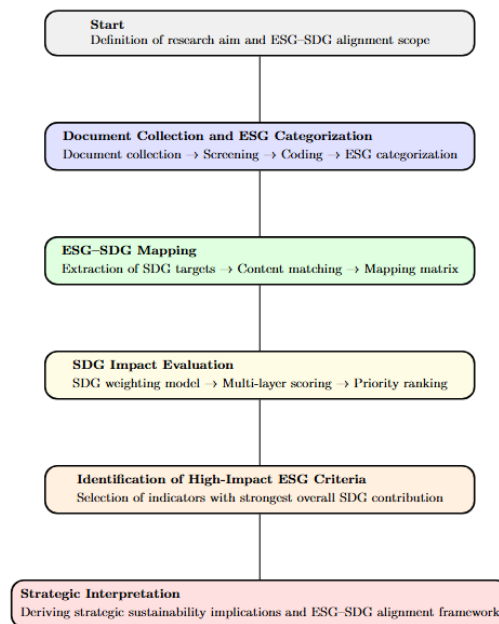 Start
Definition of research aim and ESG–SDG alignment scope
Document Collection and ESG Categorization
Document collection → Screening → Coding → ESG categorization
ESG–SDG Mapping
Extraction of SDG targets → Content matching → Mapping matrix
SDG Impact Evaluation
SDG weighting model → Multi-layer scoring → Priority ranking
Identification of High-Impact ESG Criteria
Selection of indicators with strongest overall SDG contribution
Strategic Interpretation
Deriving strategic sustainability implications and ESG–SDG alignment framework